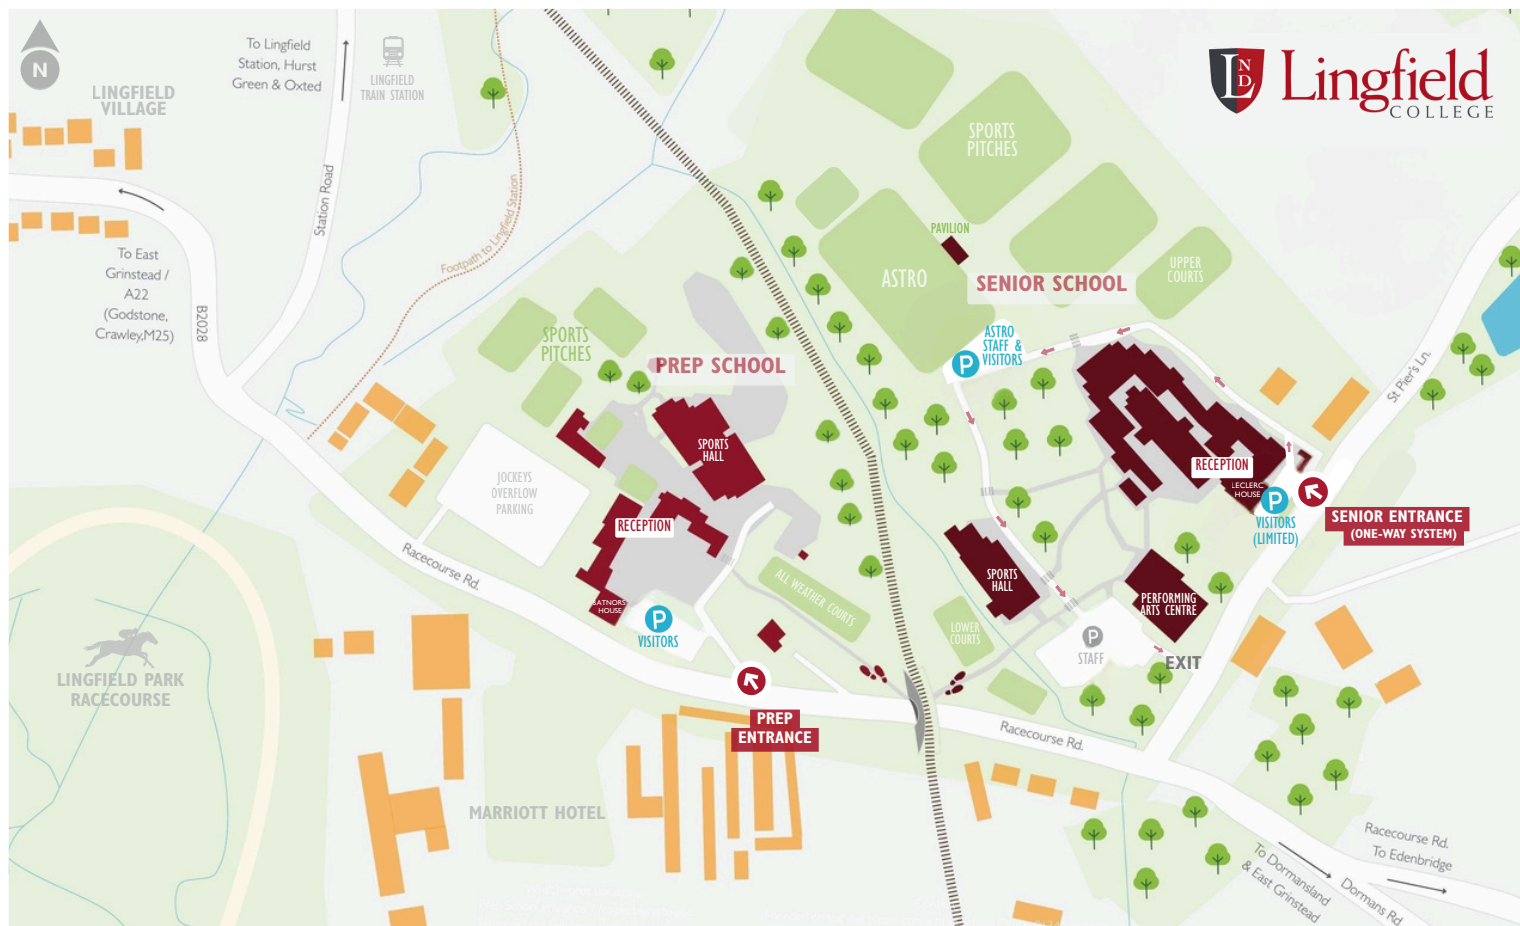 N
To Lingfield
Station, Hurst
Green & Oxted
LINGFIELD
TRAIN STATION
LINGFIELD
VILLAGE
Station Road
Footpath to Lingfield Station
To East
Grinstead /
A22
(Godstone,
Crawley,M25)
B2028
L
N
D
Lingfield
COLLEGE
SPORTS
PITCHES
PAVILION
ASTRO
SENIOR SCHOOL
UPPER
COURTS
P
ASTRO
STAFF &
VISITORS
SPORTS
PITCHES
PREP SCHOOL
St Pier's Ln.
SPORTS
HALL
JOCKEYS
OVERFLOW
PARKING
RECEPTION
RECEPTION
LECLERC
HOUSE
P
VISITORS
(LIMITED)
SENIOR ENTRANCE
(ONE-WAY SYSTEM)
Racecourse Rd.
ALL WEATHER COURTS
SPORTS
HALL
PERFORMING
ARTS CENTRE
BATNORS
HOUSE
P
VISITORS
LOWER
COURTS
P
STAFF
EXIT
LINGFIELD PARK
RACECOURSE
PREP
ENTRANCE
Racecourse Rd.
MARRIOTT HOTEL
Racecourse Rd.
To Edenbridge
To Dormansland
& East Grinstead
Dormans Rd.